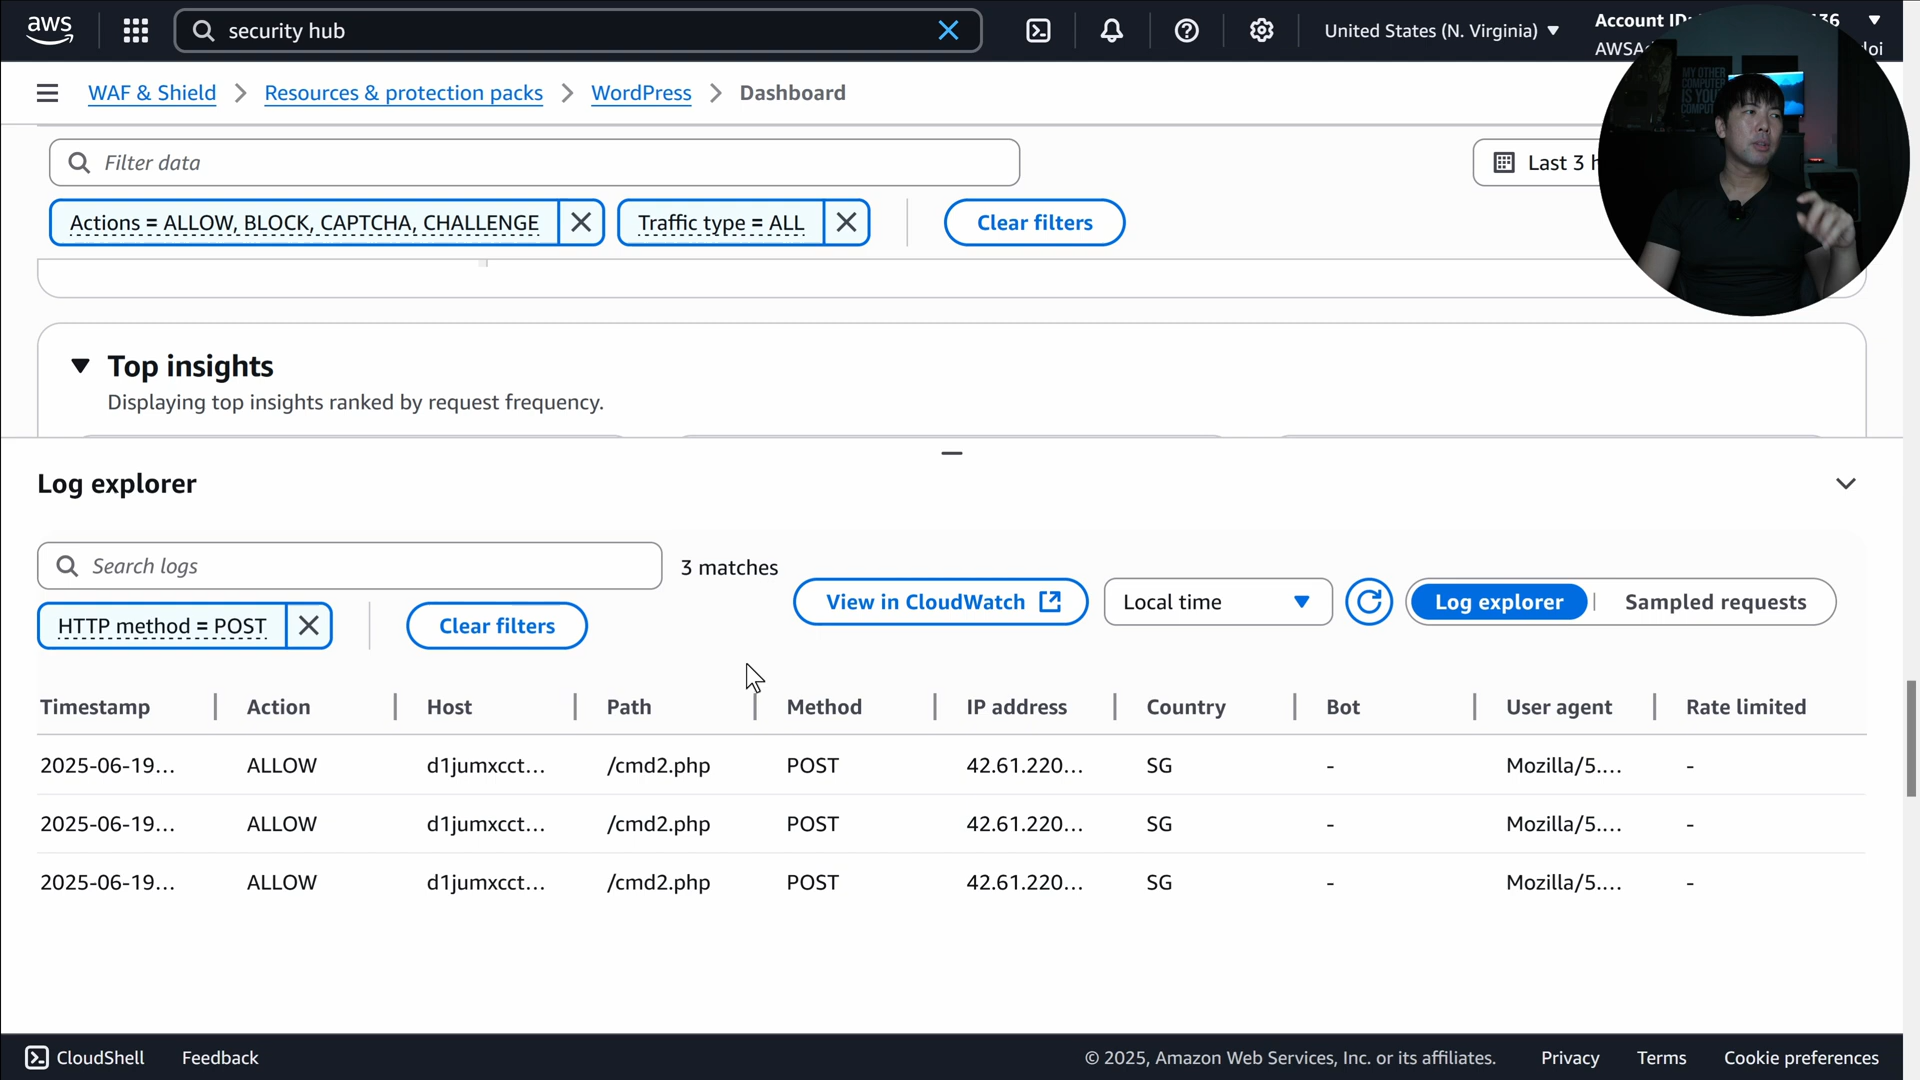 aws
security hub
United States (N. Virginia)
Account ID:
36
WAF & Shield
Resources & protection packs
WordPress
Dashboard
MY OTHER
COMPUTER
IS YOUR
Filter data
Last 3
Actions = ALLOW, BLOCK, CAPTCHA, CHALLENGE
Traffic type = ALL
Clear filters
Top insights
Displaying top insights ranked by request frequency.
Log explorer
Search logs
3 matches
View in CloudWatch
Local time
Log explorer
Sampled requests
HTTP method = POST
Clear filters
Timestamp Action Host Path Method IP address Country Bot User agent Rate limited
2025-06-19... ALLOW d1jumxcct... /cmd2.php POST 42.61.220... SG - Mozilla/5.... -
2025-06-19... ALLOW d1jumxcct... /cmd2.php POST 42.61.220... SG - Mozilla/5.... -
2025-06-19... ALLOW d1jumxcct... /cmd2.php POST 42.61.220... SG - Mozilla/5.... -
CloudShell
Feedback
© 2025, Amazon Web Services, Inc. or its affiliates.
Privacy
Terms
Cookie preferences